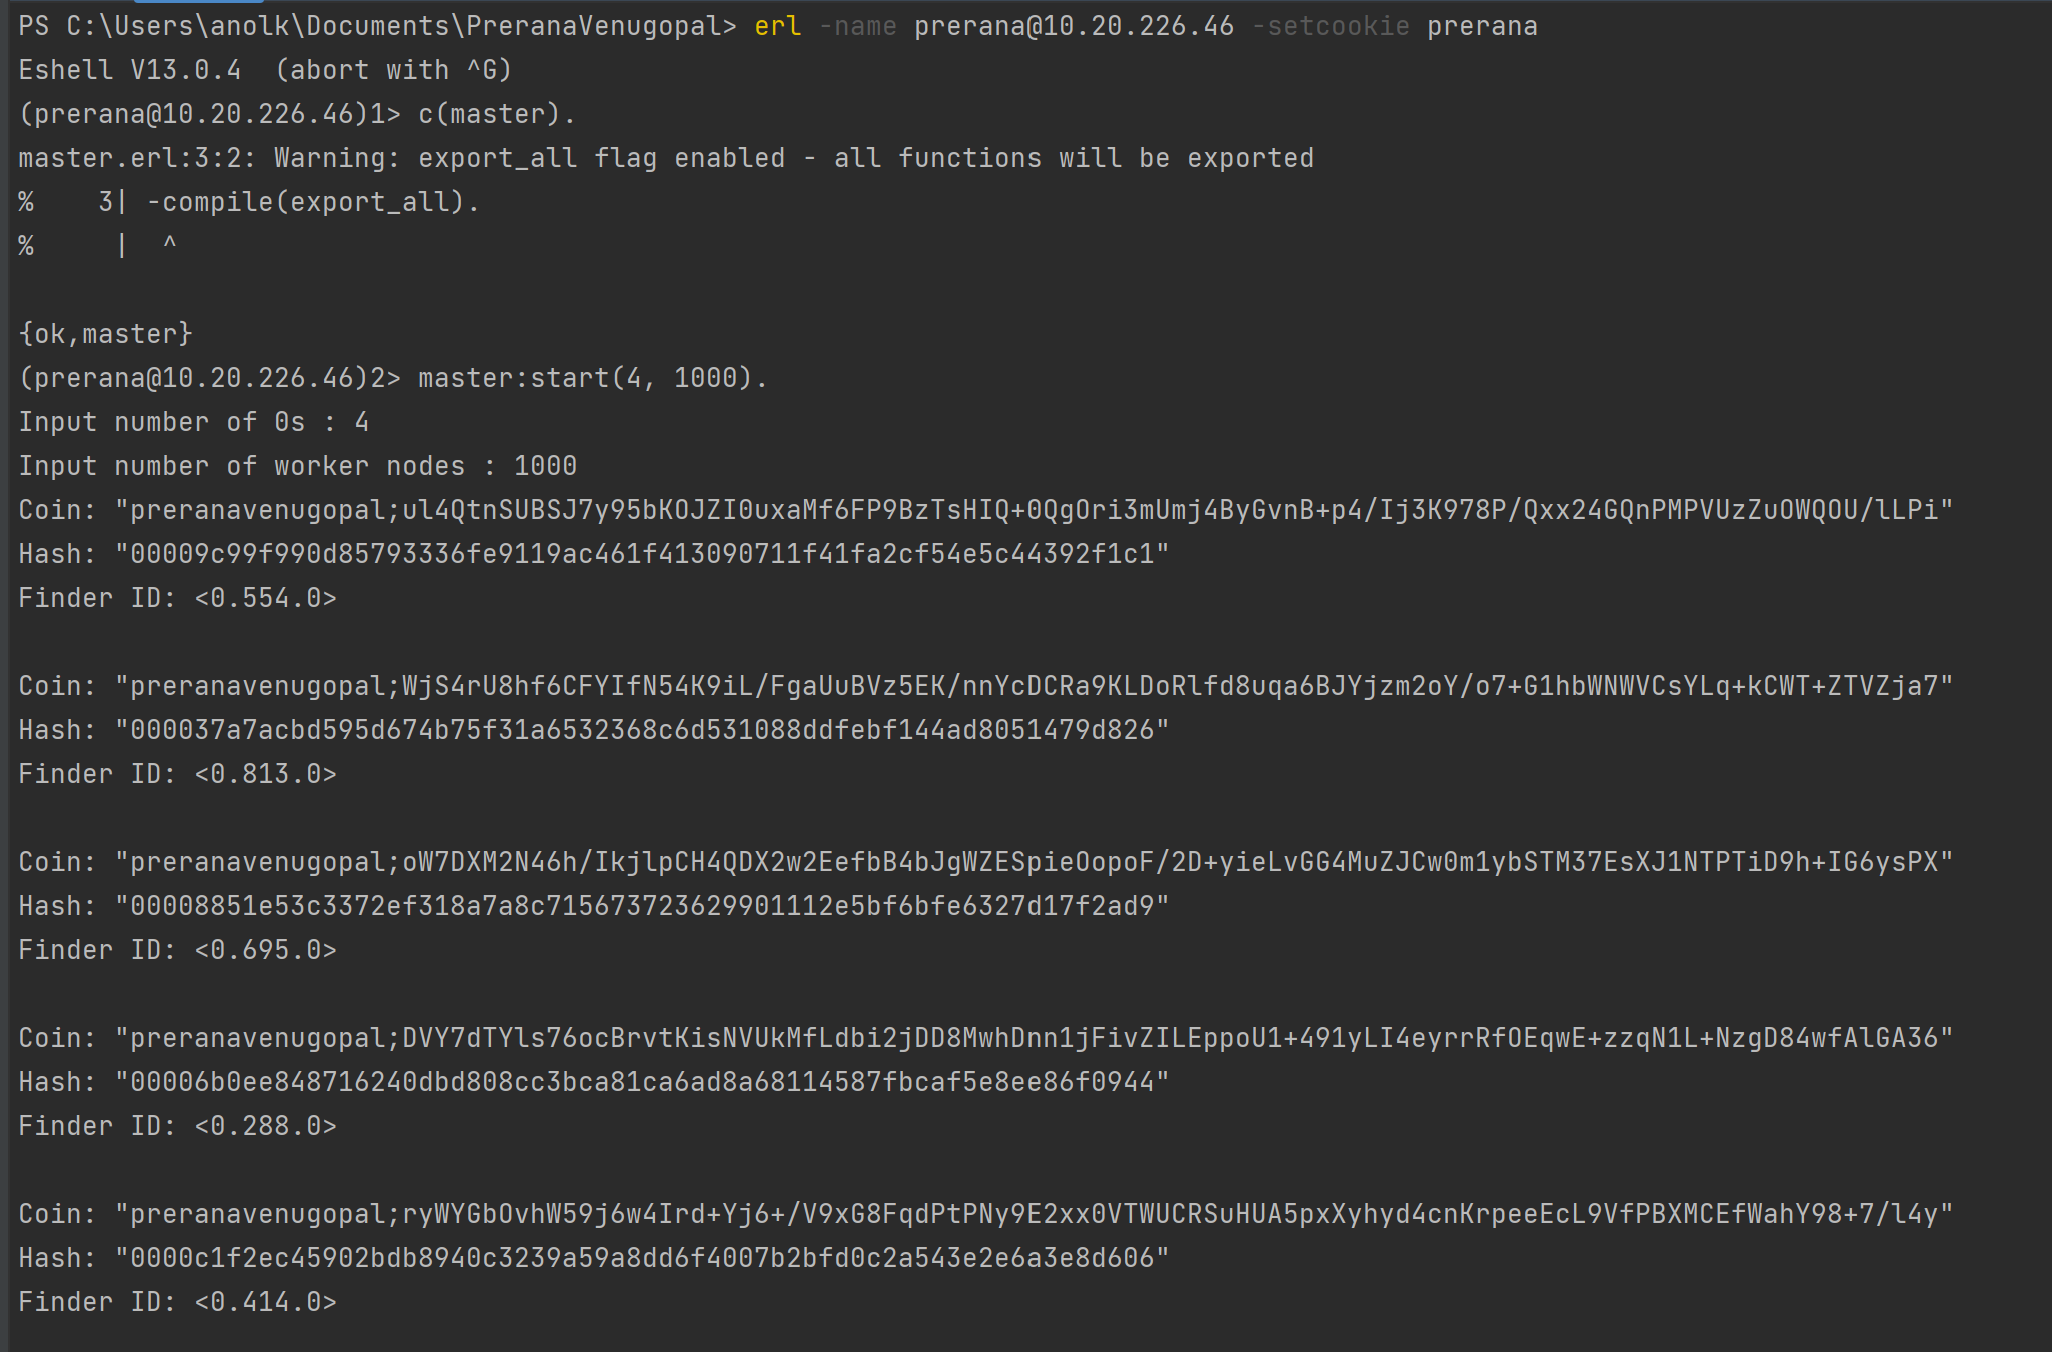 PS C:\Users\anolk\Documents\PreranaVenugopal> erl -name prerana@10.20.226.46 -setcookie prerana
Eshell V13.0.4  (abort with ^G)
(prerana@10.20.226.46)1> c(master).
master.erl:3:2: Warning: export_all flag enabled - all functions will be exported
%    3| -compile(export_all).
%     |  ^
{ok,master}
(prerana@10.20.226.46)2> master:start(4, 1000).
Input number of 0s : 4
Input number of worker nodes : 1000
Coin: "preranavenugopal;ul4QtnSUBSJ7y95bKOJZI0uxaMf6FP9BzTsHIQ+0QgOri3mUmj4ByGvnB+p4/Ij3K978P/Qxx24GQnPMPVUzZuOWQOU/lLPi"
Hash: "00009c99f990d85793336fe9119ac461f413090711f41fa2cf54e5c44392f1c1"
Finder ID: <0.554.0>
Coin: "preranavenugopal;WjS4rU8hf6CFYIfN54K9iL/FgaUuBVz5EK/nnYcDCRa9KLDoRlfd8uqa6BJYjzm2oY/o7+G1hbWNWVCsYLq+kCWT+ZTVZja7"
Hash: "000037a7acbd595d674b75f31a6532368c6d531088ddfebf144ad8051479d826"
Finder ID: <0.813.0>
Coin: "preranavenugopal;oW7DXM2N46h/IkjlpCH4QDX2w2EefbB4bJgWZESpieOopoF/2D+yieLvGG4MuZJCw0m1ybSTM37EsXJ1NTPTiD9h+IG6ysPX"
Hash: "00008851e53c3372ef318a7a8c715673723629901112e5bf6bfe6327d17f2ad9"
Finder ID: <0.695.0>
Coin: "preranavenugopal;DVY7dTYls76ocBrvtKisNVUkMfLdbi2jDD8MwhDnn1jFivZILEppoU1+491yLI4eyrrRfOEqwE+zzqN1L+NzgD84wfAlGA36"
Hash: "00006b0ee848716240dbd808cc3bca81ca6ad8a68114587fbcaf5e8ee86f0944"
Finder ID: <0.288.0>
Coin: "preranavenugopal;ryWYGbOvhW59j6w4Ird+Yj6+/V9xG8FqdPtPNy9E2xx0VTWUCRSuHUA5pxXyhyd4cnKrpeeEcL9VfPBXMCEfWahY98+7/l4y"
Hash: "0000c1f2ec45902bdb8940c3239a59a8dd6f4007b2bfd0c2a543e2e6a3e8d606"
Finder ID: <0.414.0>